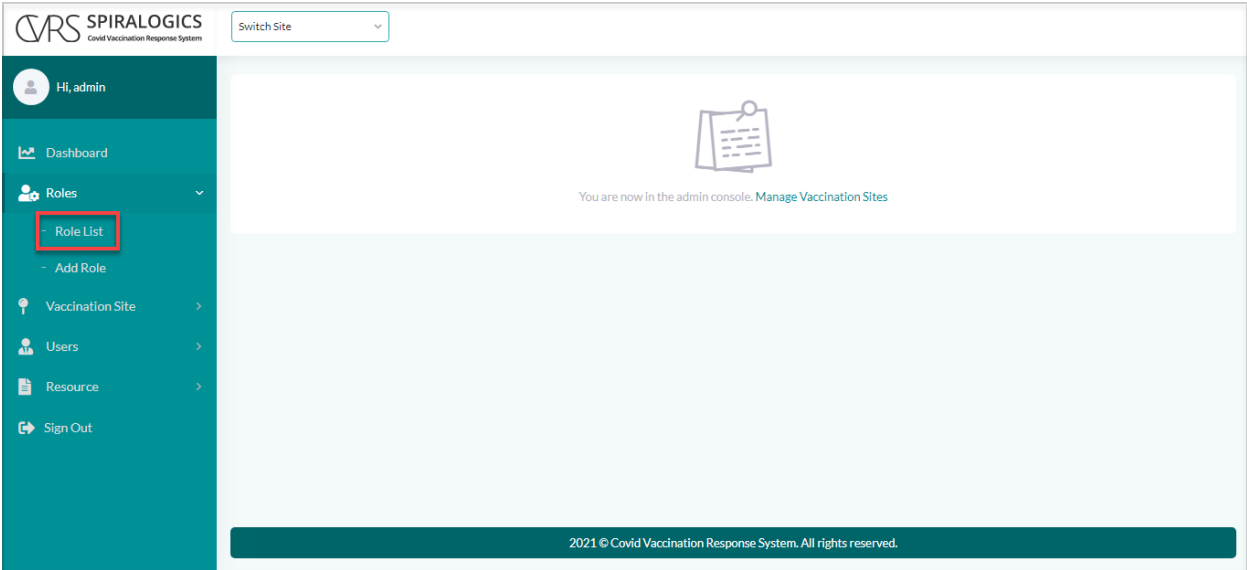 CVRS SPIRALOGICS
Covid Vaccination Response System
Switch Site
Hi, admin
Dashboard
Roles
- Role List
- Add Role
Vaccination Site
Users
Resource
Sign Out
You are now in the admin console. Manage Vaccination Sites
2021 © Covid Vaccination Response System. All rights reserved.